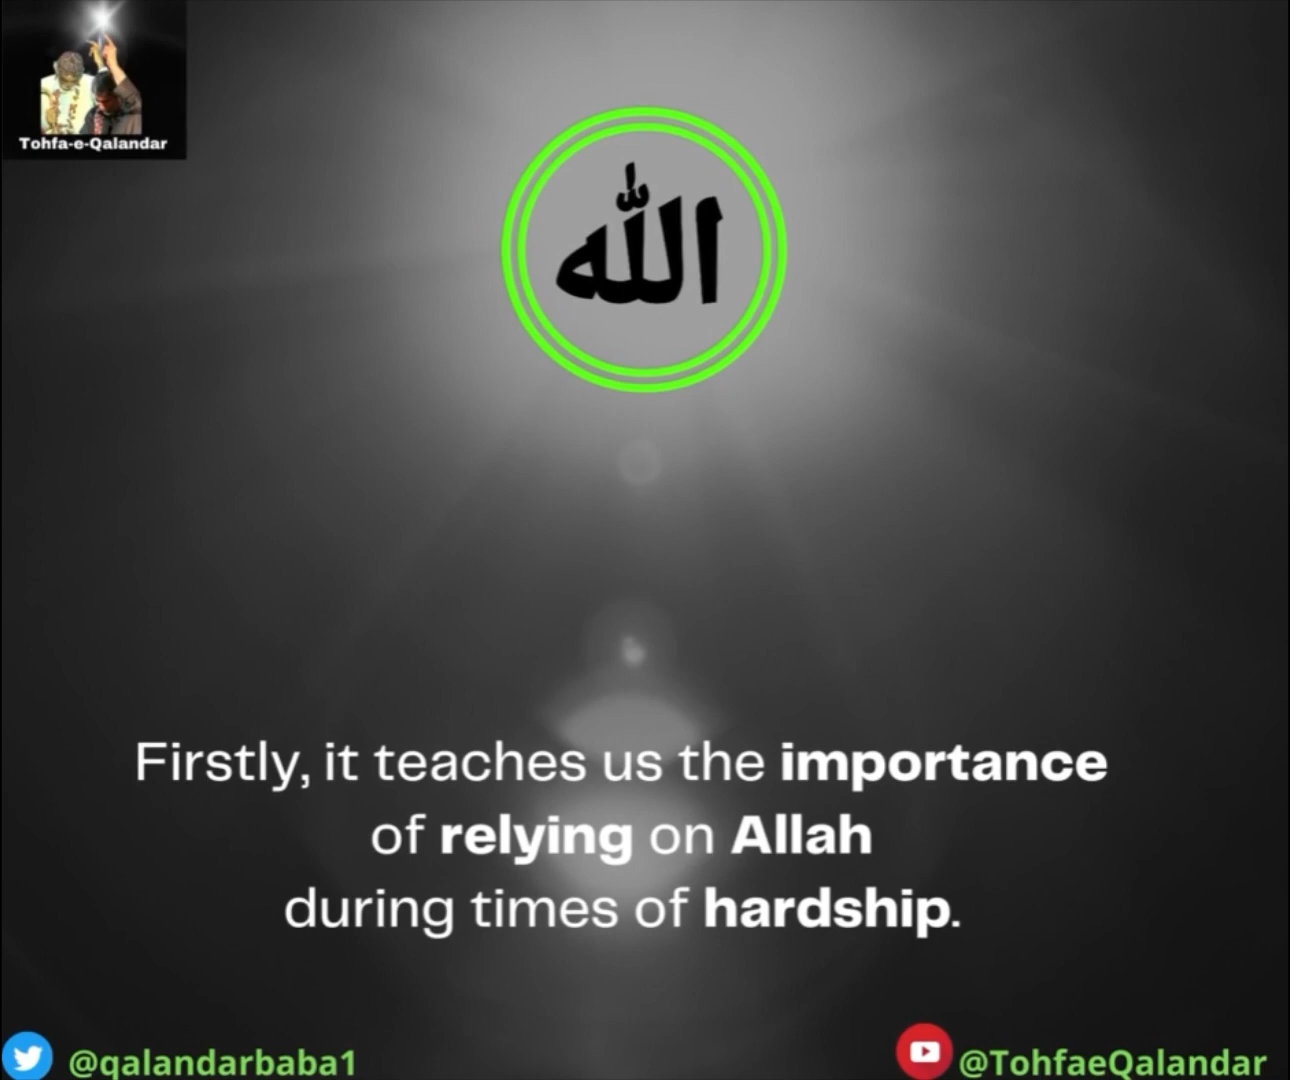 Tohfa-e-Qalandar
الله
Firstly, it teaches us the importance
of relying on Allah
during times of hardship.
@qalandarbaba1
@TohfaeQalandar